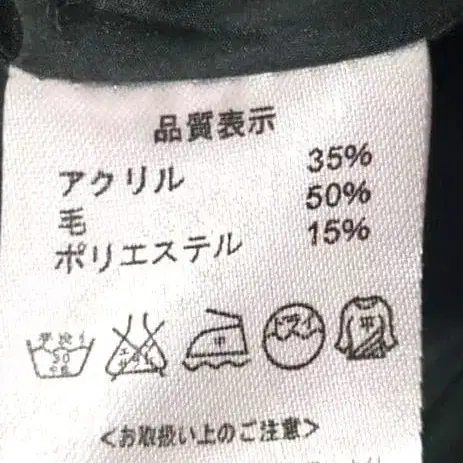 品質表示
アクリル 35%
毛 50%
ポリエステル 15%
平
<お取扱い上のご注意>